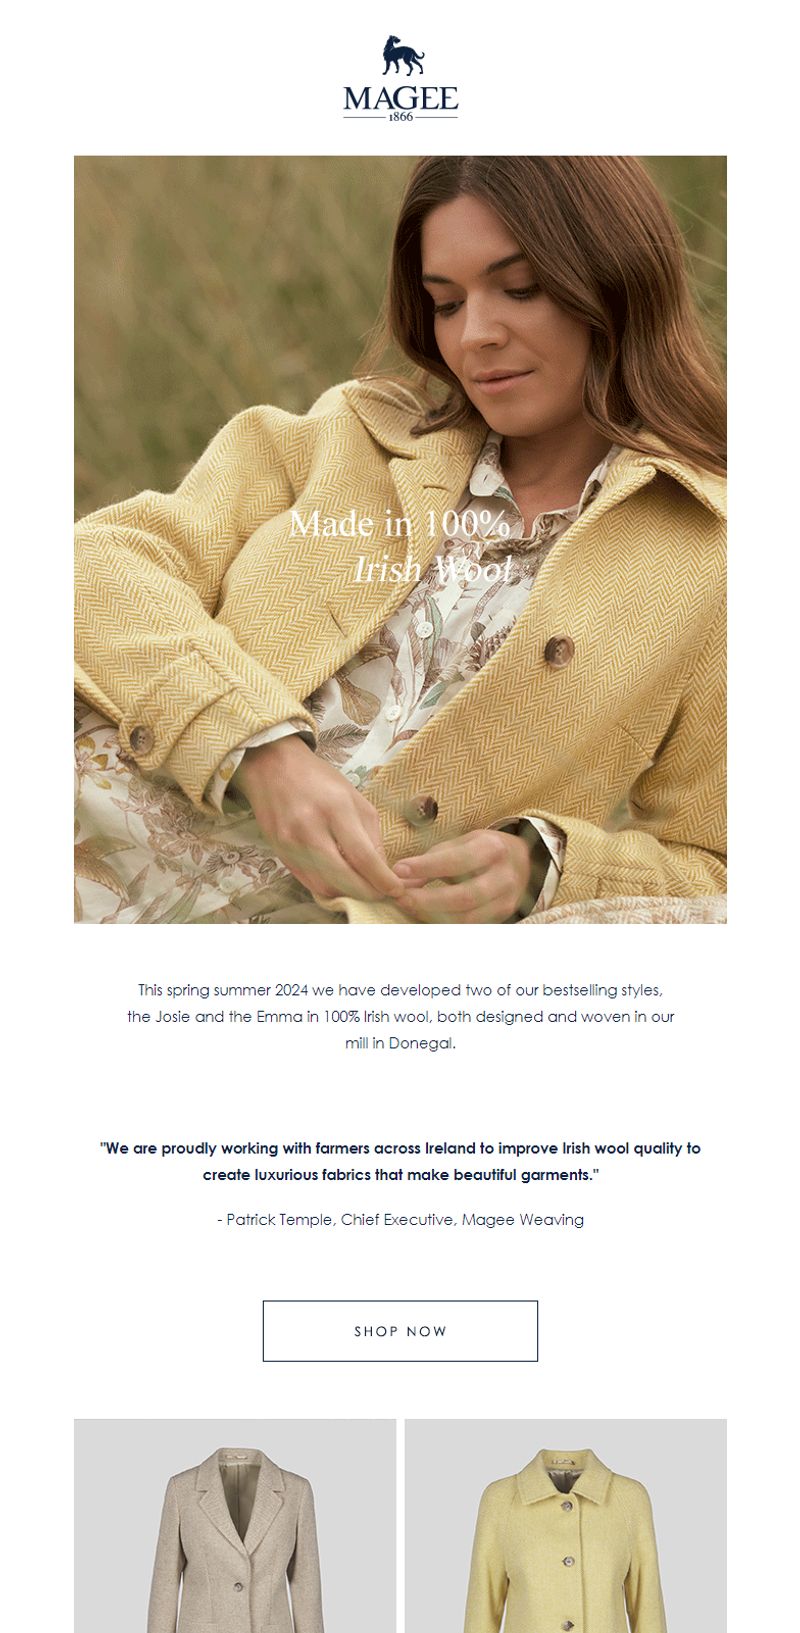 MAGEE
1866
Made in 100%
Irish Wool
This spring summer 2024 we have developed two of our bestselling styles,
the Josie and the Emma in 100% Irish wool, both designed and woven in our
mill in Donegal.
"We are proudly working with farmers across Ireland to improve Irish wool quality to
create luxurious fabrics that make beautiful garments."
- Patrick Temple, Chief Executive, Magee Weaving
SHOP NOW